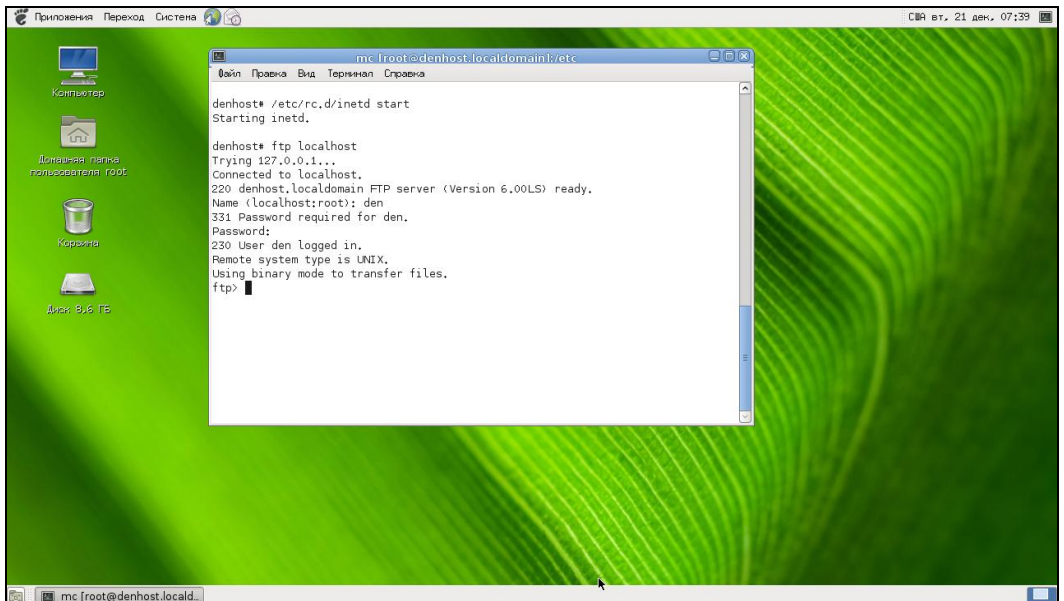 Приложения Переход Система
США вт, 21 дек, 07:39
Компьютер
Домашняя папка
пользователя root
Корзина
Диск 3,6 ГБ
mc [root@denhost.localdomain]:/etc
Файл Правка Вид Терминал Справка
denhost# /etc/rc.d/inetd start
Starting inetd.
denhost# ftp localhost
Trying 127.0.0.1...
Connected to localhost.
220 denhost.localdomain FTP server (Version 6.00LS) ready.
Name (localhost:root): den
331 Password required for den.
Password:
230 User den logged in.
Remote system type is UNIX.
Using binary mode to transfer files.
ftp>
mc [root@denhost.locald...